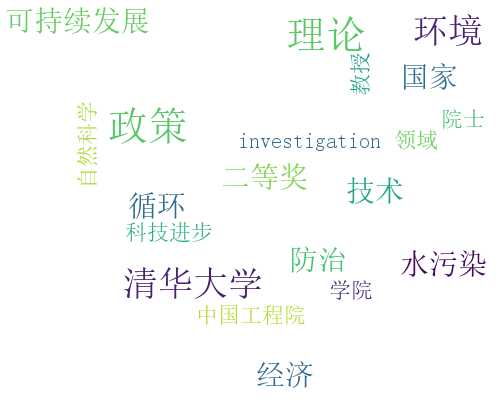 可持续发展
理论
环境
教授
国家
自然科学
政策
院士
investigation
领域
二等奖
技术
循环
科技进步
防治
水污染
清华大学
学院
中国工程院
经济